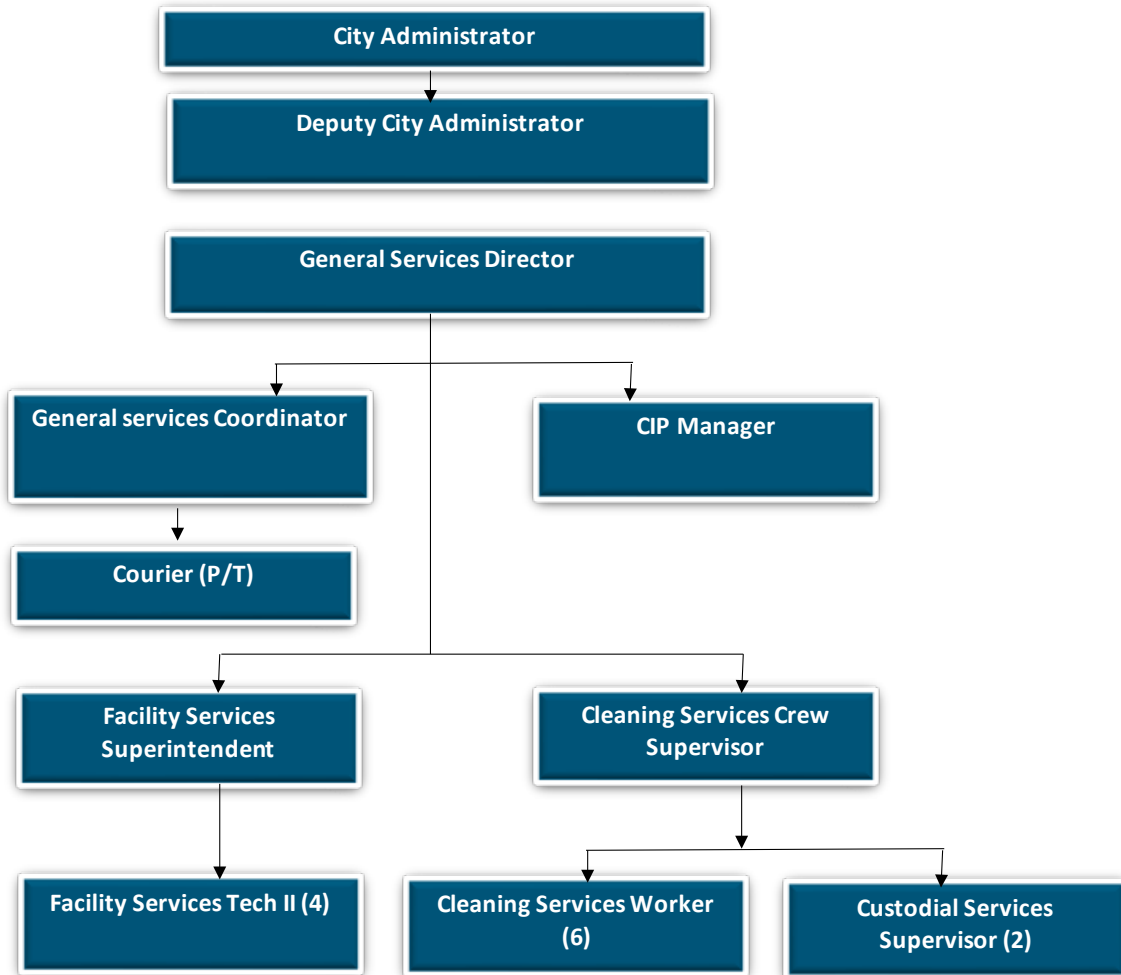 City Administrator
Deputy City Administrator
General Services Director
General services Coordinator
CIP Manager
Courier (P/T)
Facility Services
Superintendent
Cleaning Services Crew
Supervisor
Facility Services Tech II (4)
Cleaning Services Worker
(6)
Custodial Services
Supervisor (2)